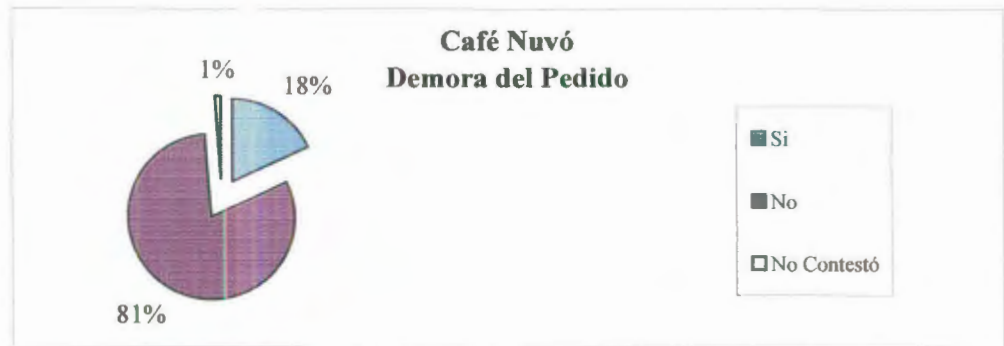 Café Nuvó
Demora del Pedido
1%
18%
81%
Si
No
No Contestó